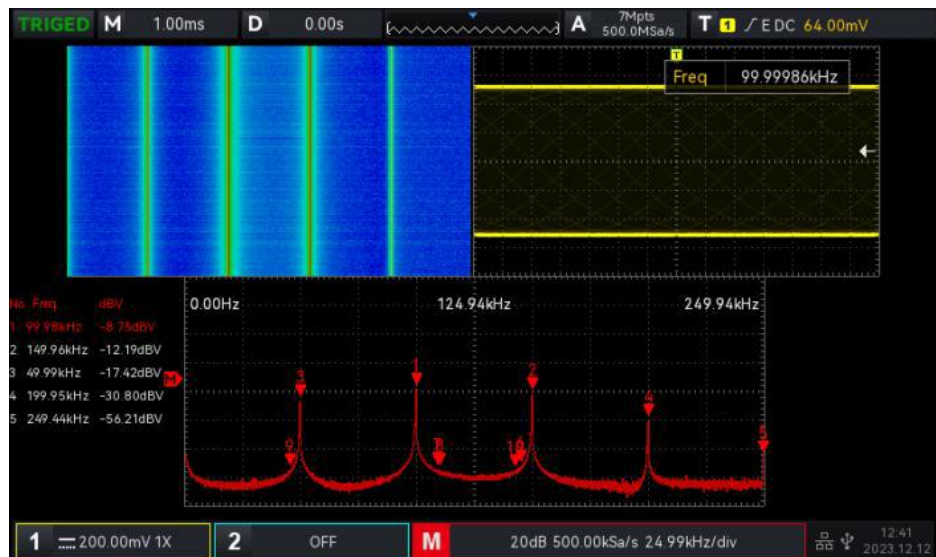 TRIGED M 1.00ms D 0.00s A 7Mpts 500.0MSa/s T 1 E DC 64.00mV
T
Freq 99.99986kHz
0.00Hz 124.94kHz 249.94kHz
No. Freq dBV
1 99.98kHz -8.78dBV
2 149.96kHz -12.19dBV
3 49.99kHz -17.42dBV
4 199.95kHz -30.80dBV
5 249.44kHz -56.21dBV
M
3 1 2 4 5
9
1 200.00mV 1X 2 OFF M 20dB 500.00kSa/s 24.99kHz/div 12:41
2023.12.12